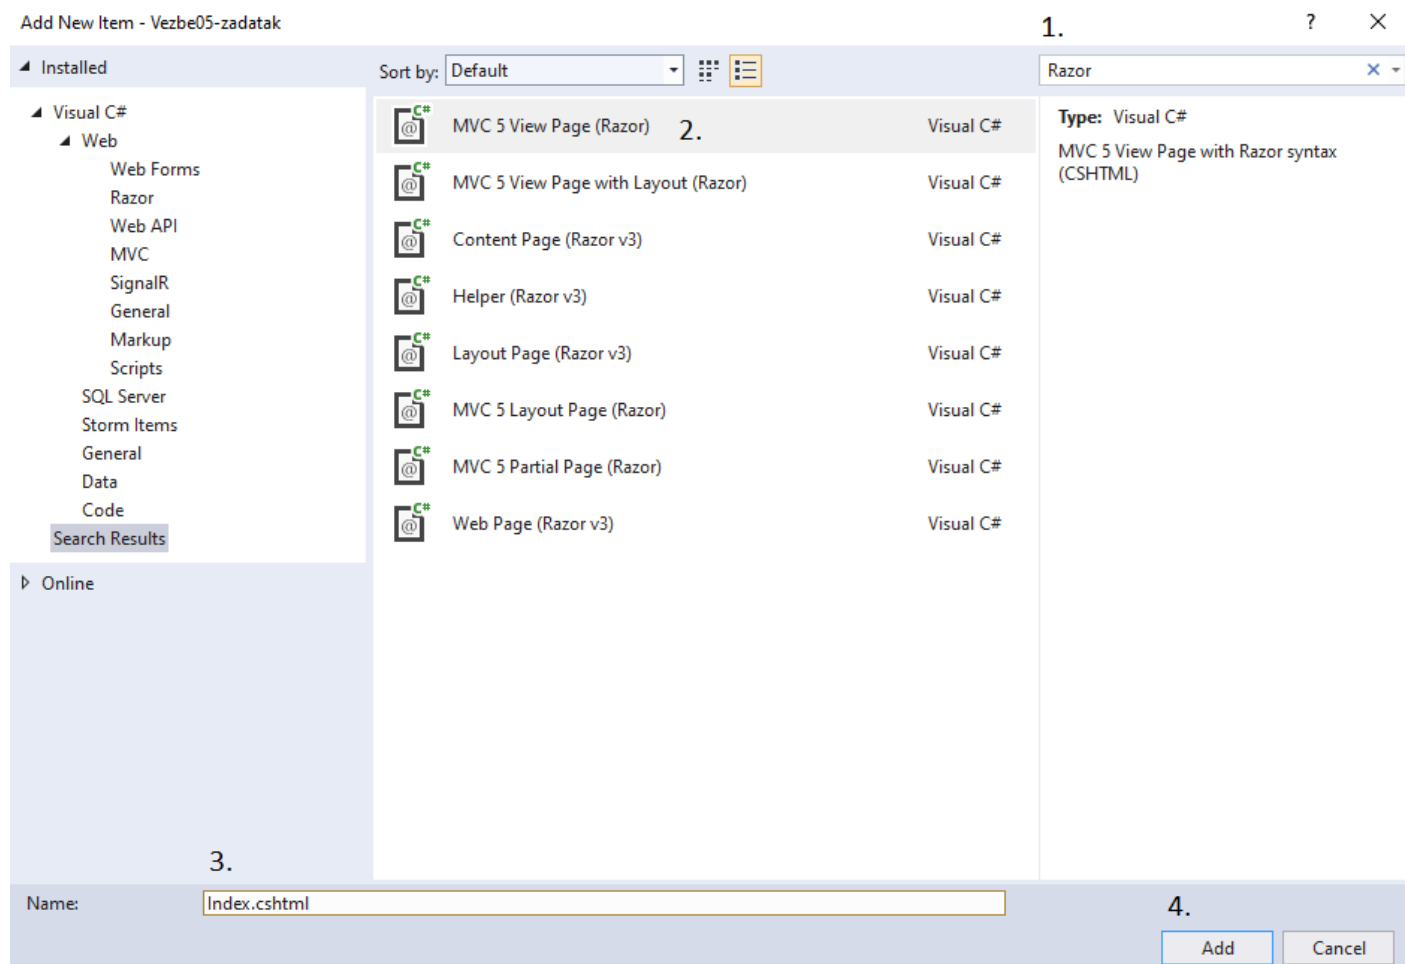 Add New Item - Vezbe05-zadatak
1.
?
Installed
Sort by: Default
Razor
Visual C#
Web
Web Forms
Razor
Web API
MVC
SignalR
General
Markup
Scripts
SQL Server
Storm Items
General
Data
Code
Search Results
Online
MVC 5 View Page (Razor) 2. Visual C#
MVC 5 View Page with Layout (Razor) Visual C#
Content Page (Razor v3) Visual C#
Helper (Razor v3) Visual C#
Layout Page (Razor v3) Visual C#
MVC 5 Layout Page (Razor) Visual C#
MVC 5 Partial Page (Razor) Visual C#
Web Page (Razor v3) Visual C#
Type: Visual C#
MVC 5 View Page with Razor syntax
(CSHTML)
3.
Name: Index.cshtml
4.
Add Cancel